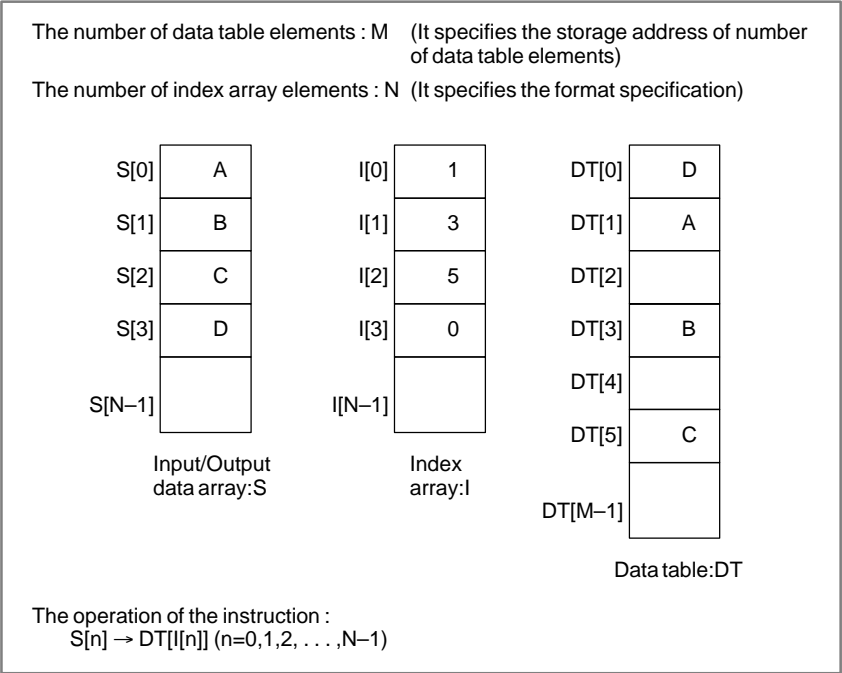 The number of data table elements : M (It specifies the storage address of number
of data table elements)
The number of index array elements : N (It specifies the format specification)
S[0] A I[0] 1 DT[0] D
S[1] B I[1] 3 DT[1] A
S[2] C I[2] 5 DT[2]
S[3] D I[3] 0 DT[3] B
DT[4]
S[N–1] I[N–1]
DT[5] C
Input/Output Index
data array:S array:I
DT[M–1]
Data table:DT
The operation of the instruction :
S[n] → DT[I[n]] (n=0,1,2, . . . ,N–1)